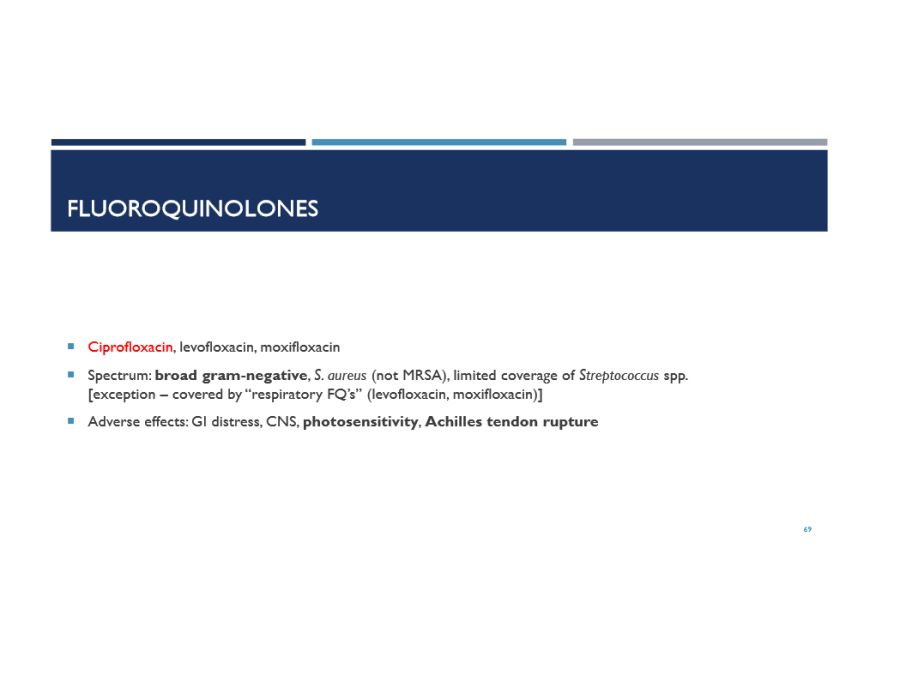 FLUOROQUINOLONES
Ciprofloxacin, levofloxacin, moxifloxacin
Spectrum: broad gram-negative, S. aureus (not MRSA), limited coverage of Streptococcus spp.
[exception – covered by “respiratory FQ’s” (levofloxacin, moxifloxacin)]
Adverse effects: GI distress, CNS, photosensitivity, Achilles tendon rupture
69